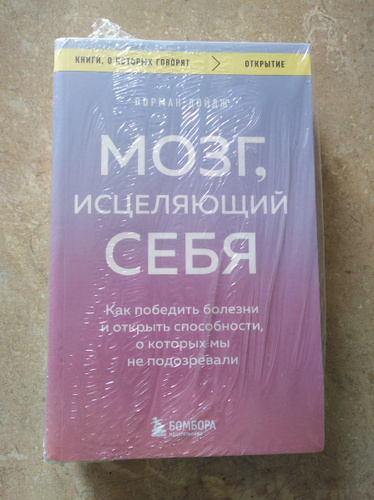 КНИГИ, О КОТОРЫХ ГОВОРЯТ > ОТКРЫТИЕ
НОРМАН ДОЙДЖ
МОЗГ,
ИСЦЕЛЯЮЩИЙ
СЕБЯ
Как победить болезни
и открыть способности,
о которых мы
не подозревали
БОМБОРА
ИЗДАТЕЛЬСТВО